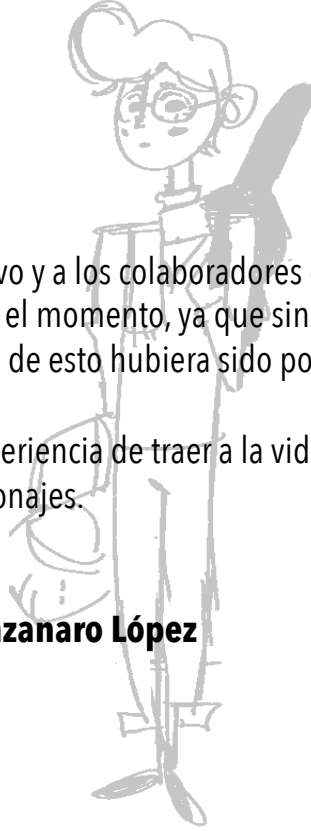 vo y a los colaboradores
el momento, ya que sin
de esto hubiera sido po
eriencia de traer a la vid
onajes.
zanaro López